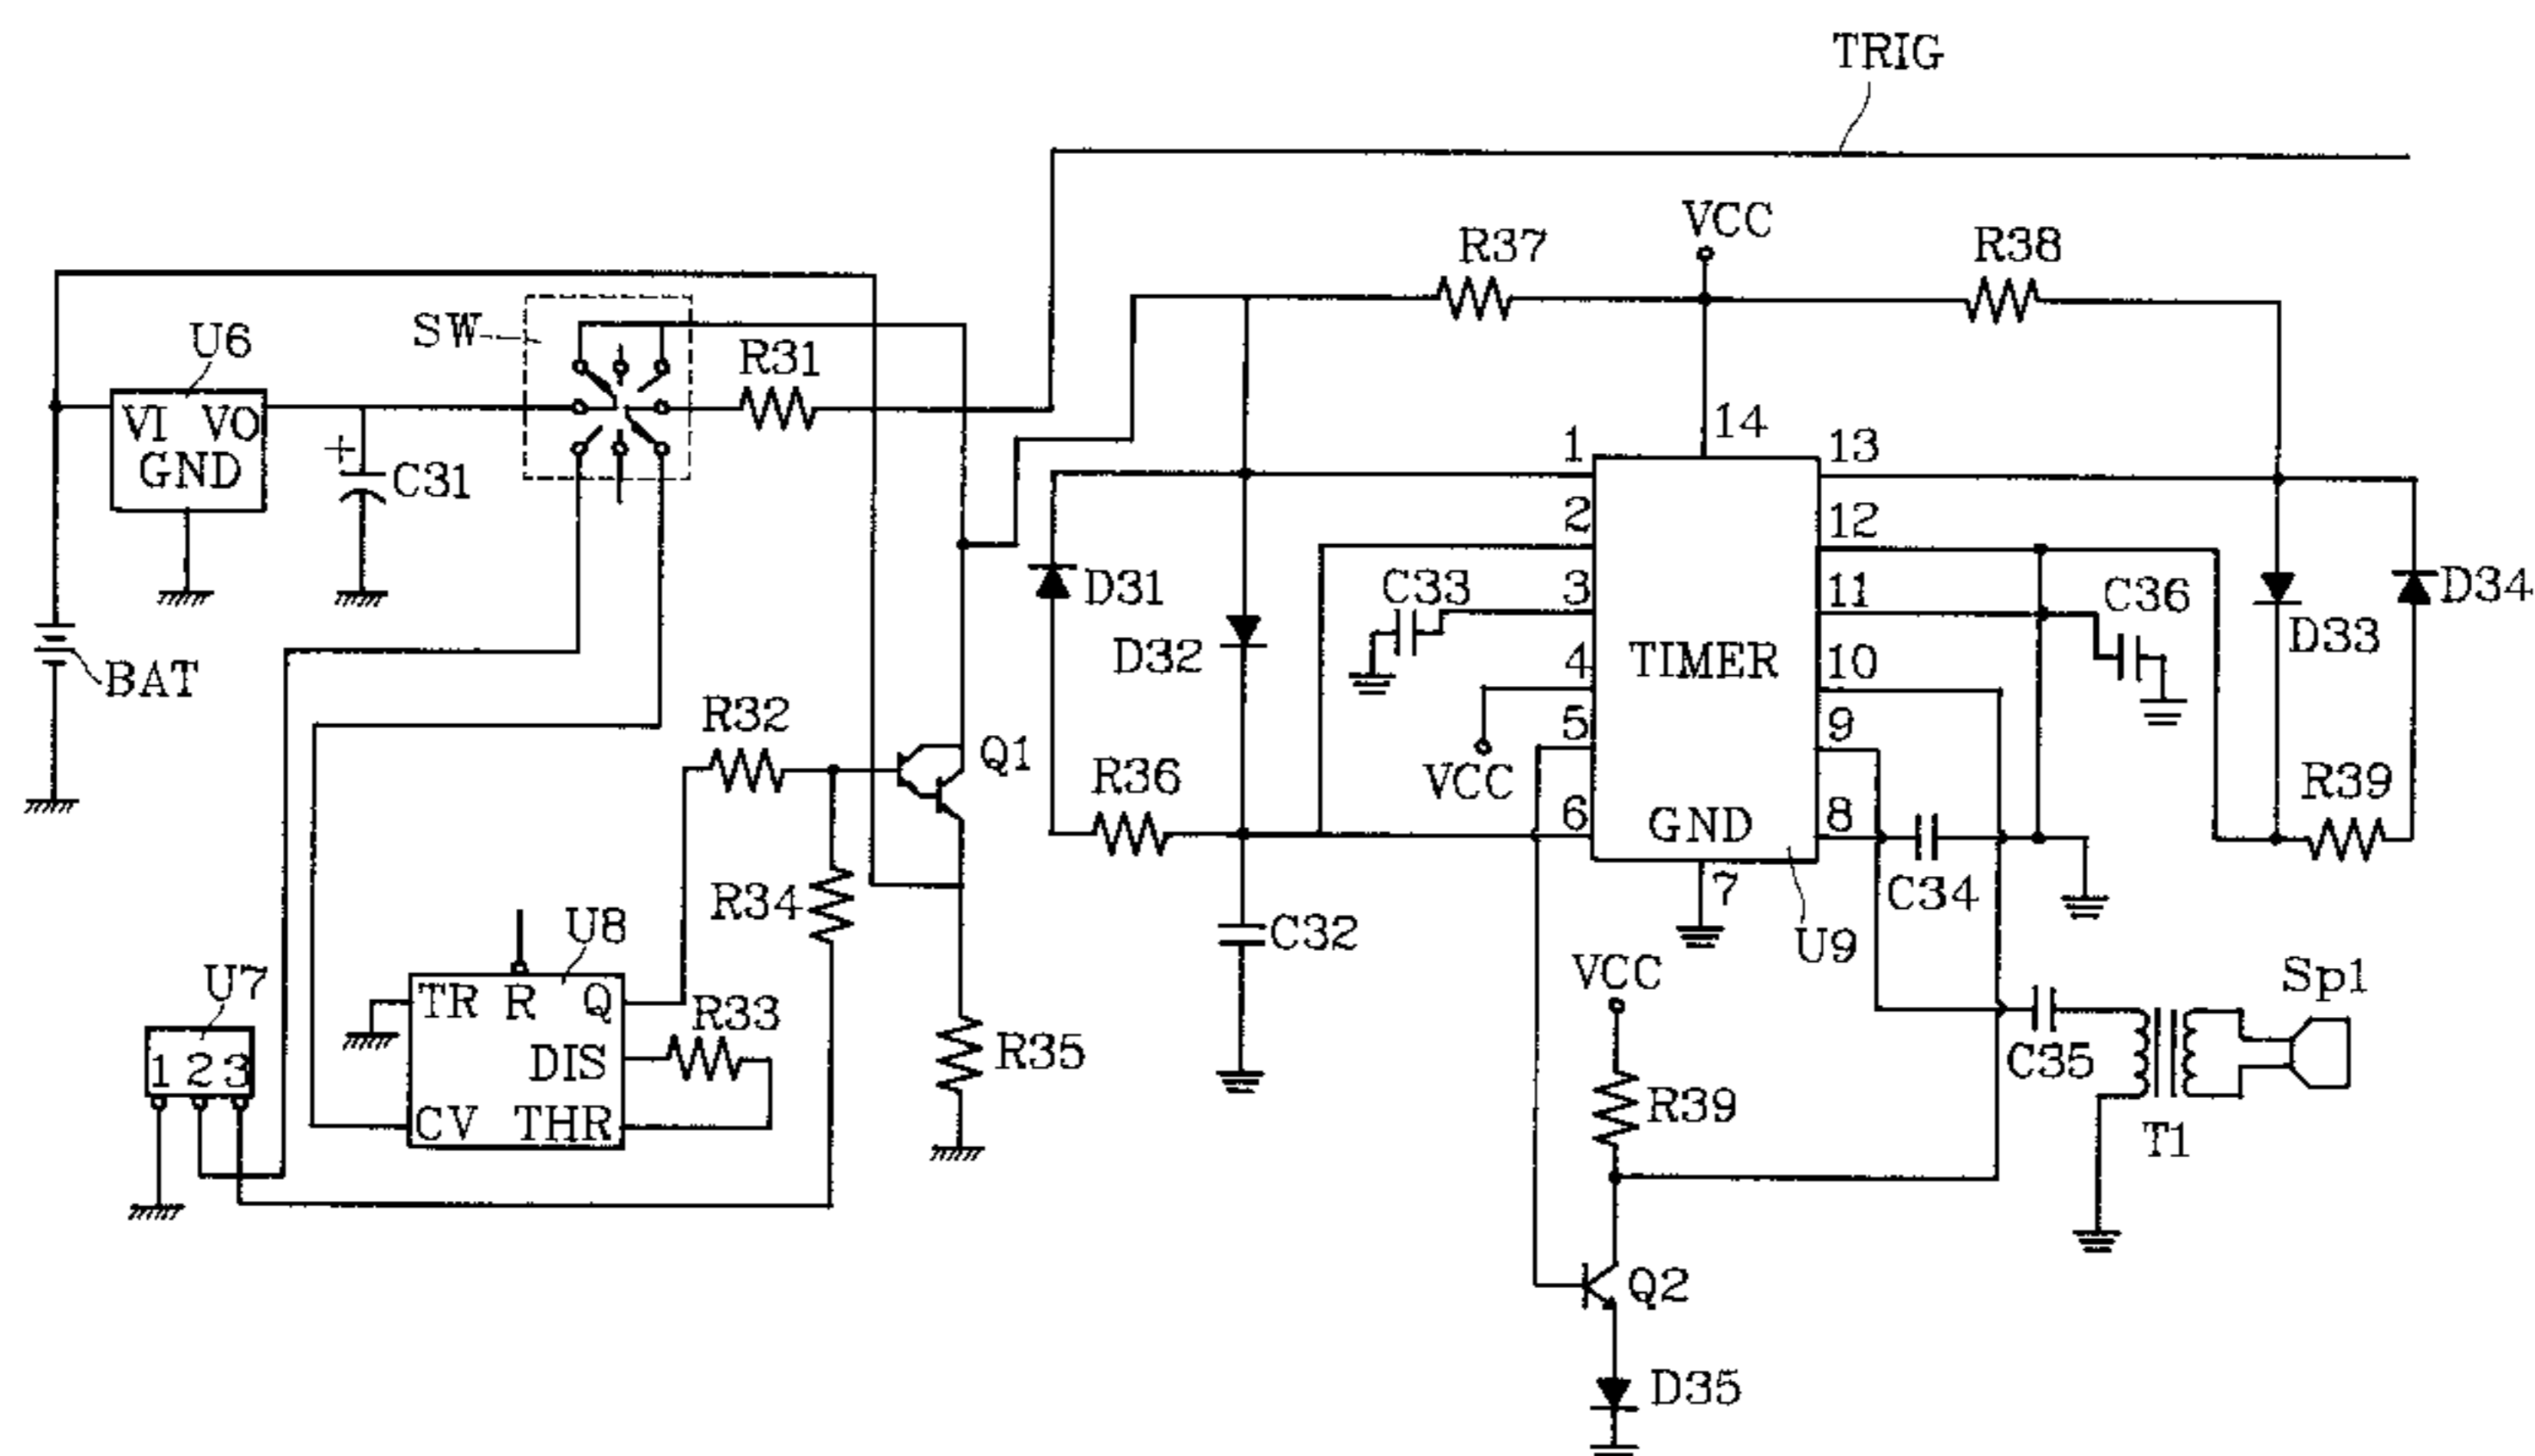 TRIG
VCC
R37
R38
SW
U6
R31
VI VO
GND
C31
14
1
13
2
12
3
11
4
10
5
9
6
8
7
TIMER
GND
U9
D31
D32
C33
C36
D33
D34
BAT
VCC
R32
Q1
R36
R39
R34
C32
C34
U8
U7
TR R Q
DIS
CV THR
R33
1 2 3
R35
VCC
R39
C35
T1
Sp1
Q2
D35